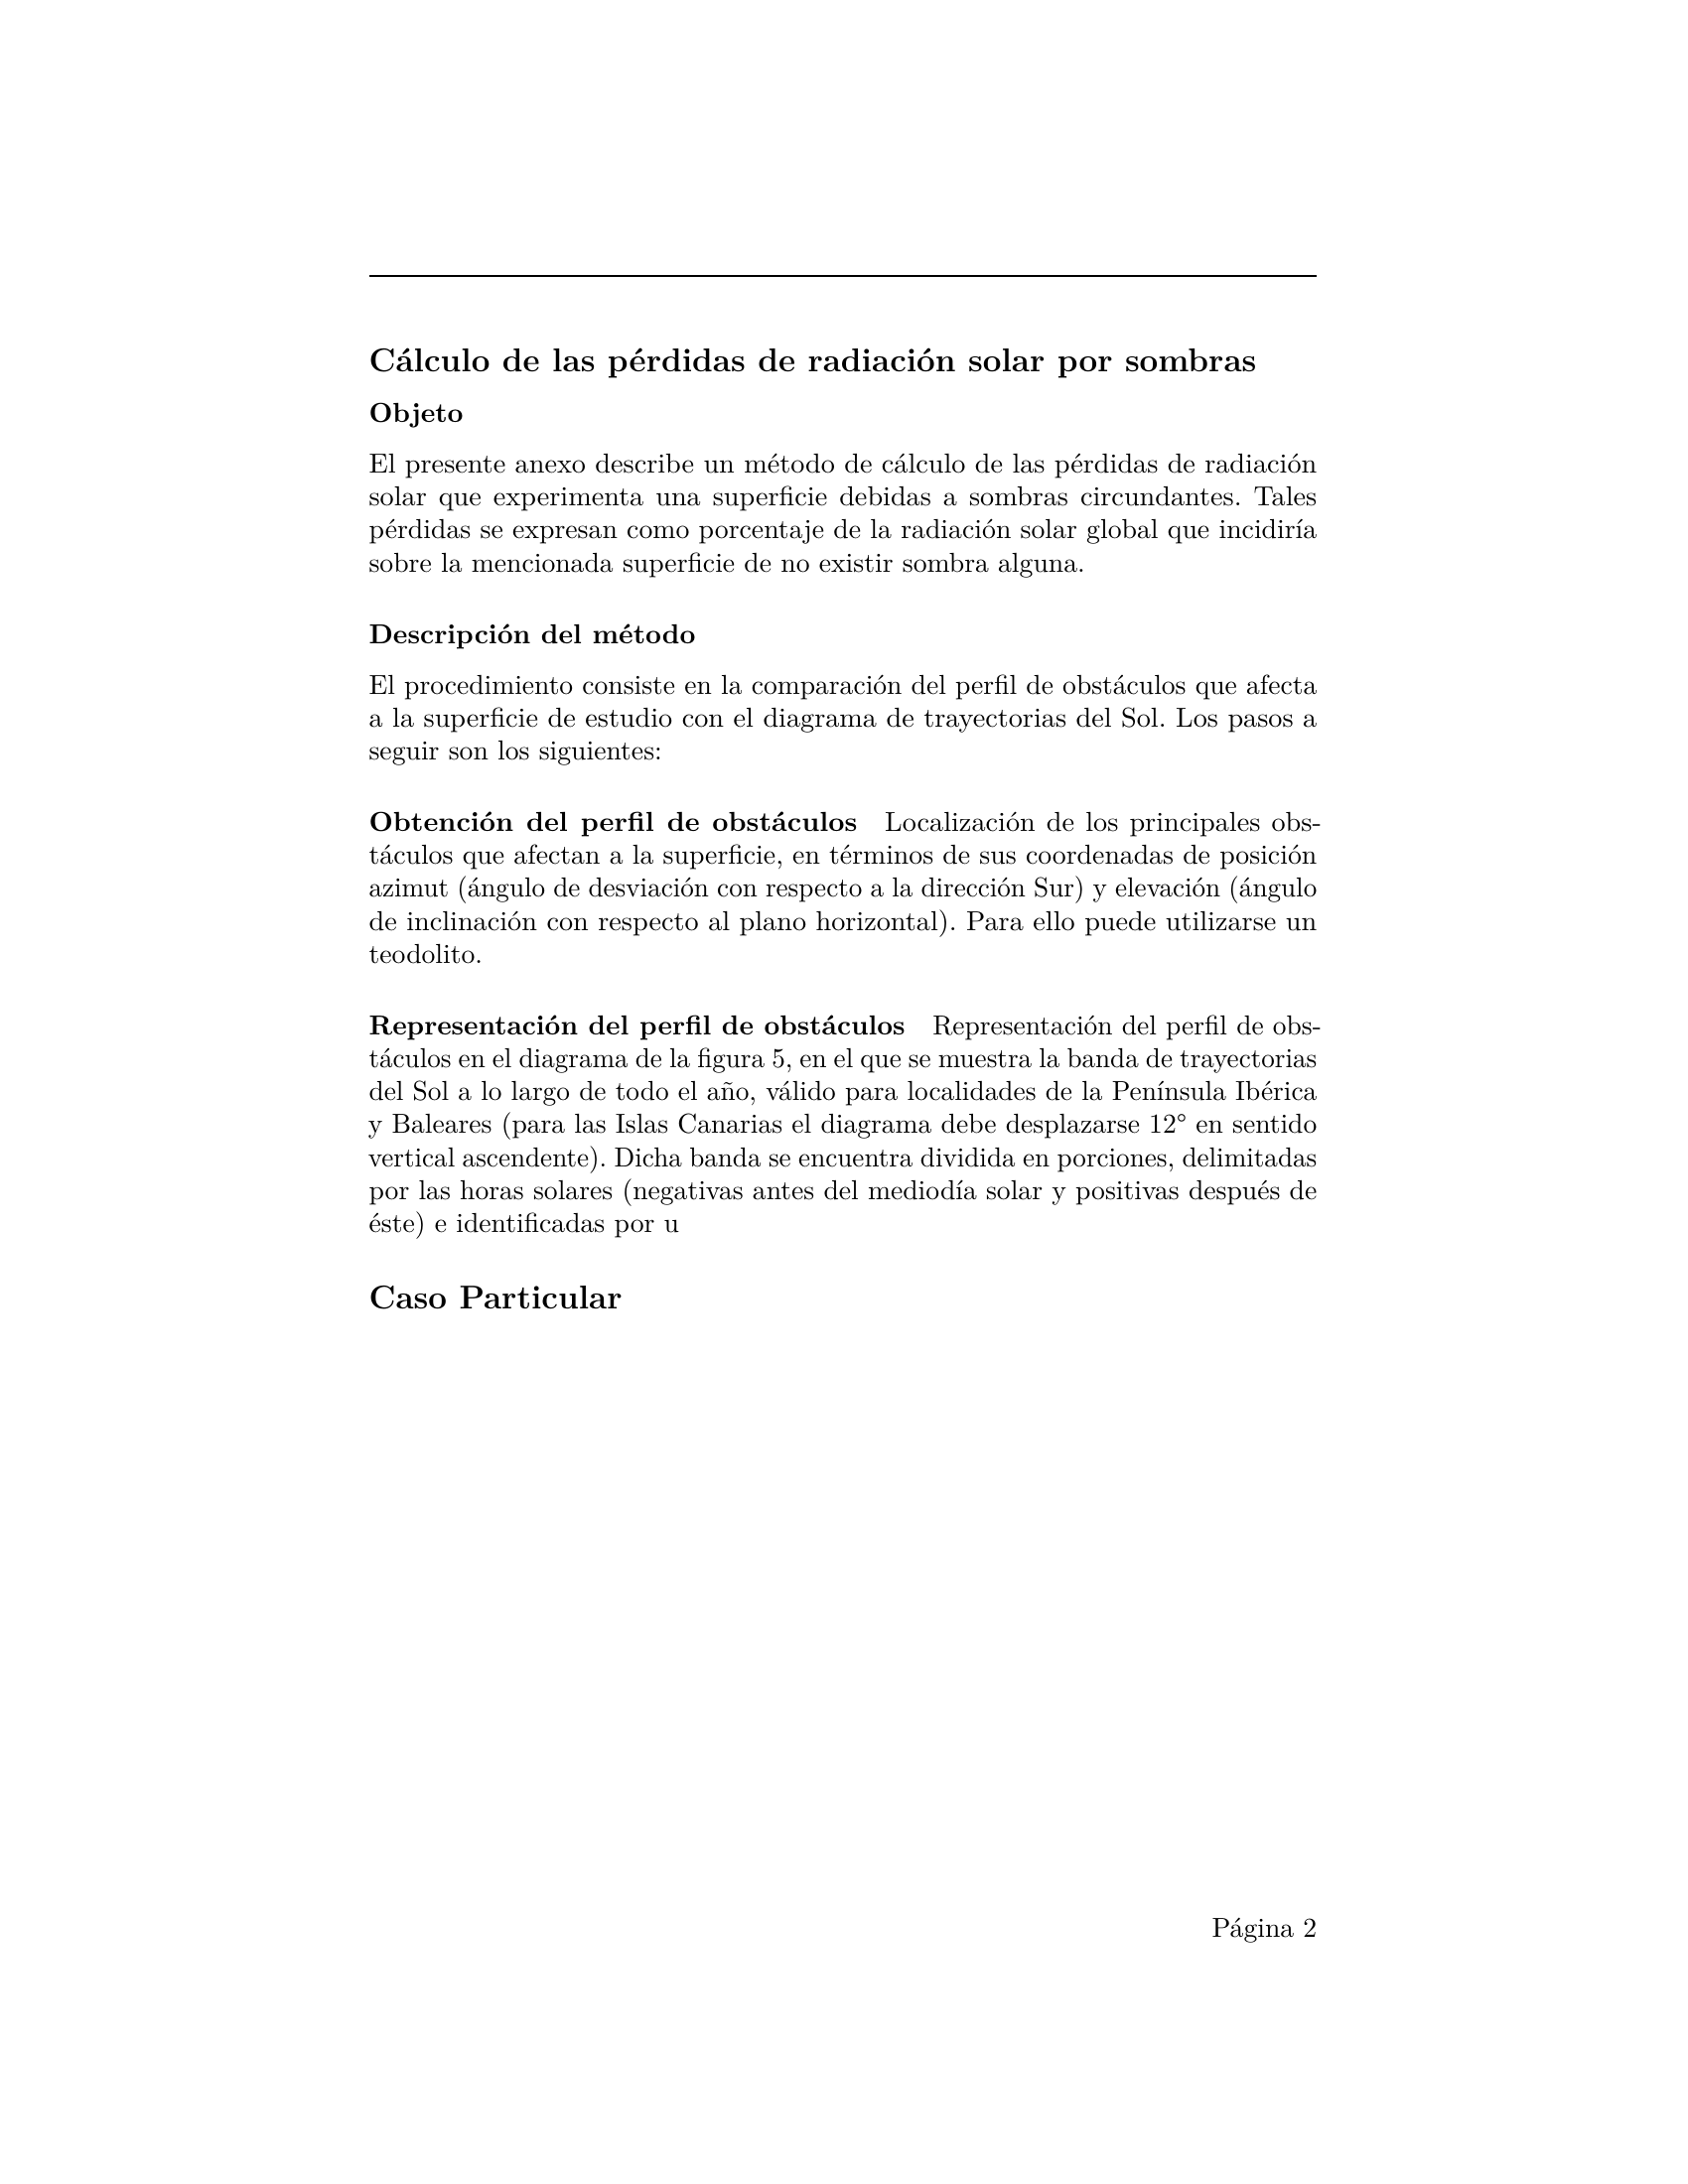 Cálculo de las pérdidas de radiación solar por sombras
Objeto
El presente anexo describe un método de cálculo de las pérdidas de radiación
solar que experimenta una superficie debidas a sombras circundantes. Tales
pérdidas se expresan como porcentaje de la radiación solar global que incidiría
sobre la mencionada superficie de no existir sombra alguna.
Descripción del método
El procedimiento consiste en la comparación del perfil de obstáculos que afecta
a la superficie de estudio con el diagrama de trayectorias del Sol. Los pasos a
seguir son los siguientes:
Obtención del perfil de obstáculos Localización de los principales obs-
táculos que afectan a la superficie, en términos de sus coordenadas de posición
azimut (ángulo de desviación con respecto a la dirección Sur) y elevación (ángulo
de inclinación con respecto al plano horizontal). Para ello puede utilizarse un
teodolito.
Representación del perfil de obstáculos Representación del perfil de obs-
táculos en el diagrama de la figura 5, en el que se muestra la banda de trayectorias
del Sol a lo largo de todo el año, válido para localidades de la Península Ibérica
y Baleares (para las Islas Canarias el diagrama debe desplazarse 12° en sentido
vertical ascendente). Dicha banda se encuentra dividida en porciones, delimitadas
por las horas solares (negativas antes del mediodía solar y positivas después de
éste) e identificadas por u
Caso Particular
Página 2